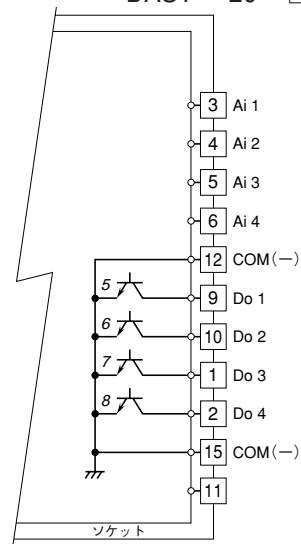 3 Ai 1
4 Ai 2
5 Ai 3
6 Ai 4
12 COM(−)
5
9 Do 1
6
10 Do 2
7
1 Do 3
8
2 Do 4
15 COM(−)
11
ソケット